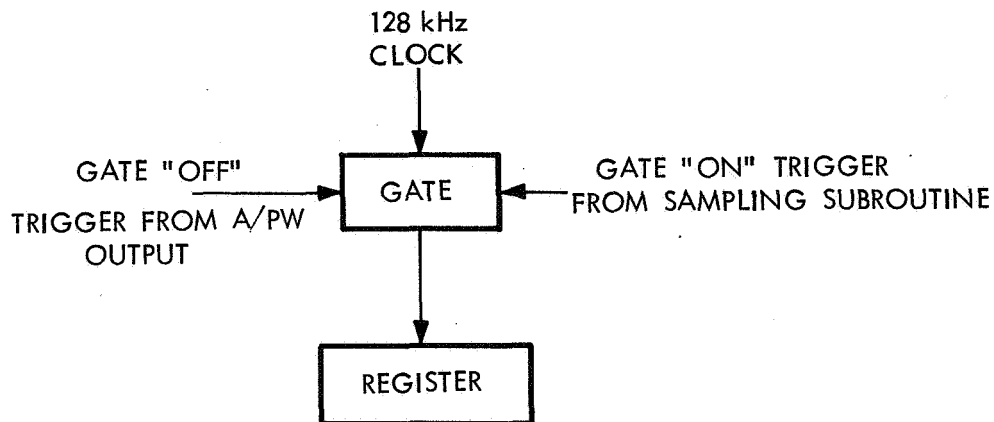 128 kHz
CLOCK
GATE "OFF"
TRIGGER FROM A/PW
OUTPUT
GATE
GATE "ON" TRIGGER
FROM SAMPLING SUBROUTINE
REGISTER